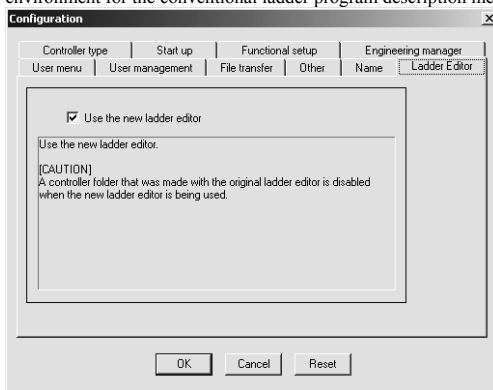 environment for the conventional ladder program description me
Configuration
Controller type Start up Functional setup Engineering manager
User menu User management File transfer Other Name Ladder Editor
Use the new ladder editor
Use the new ladder editor.
[CAUTION]
A controller folder that was made with the original ladder editor is disabled
when the new ladder editor is being used.
OK Cancel Reset